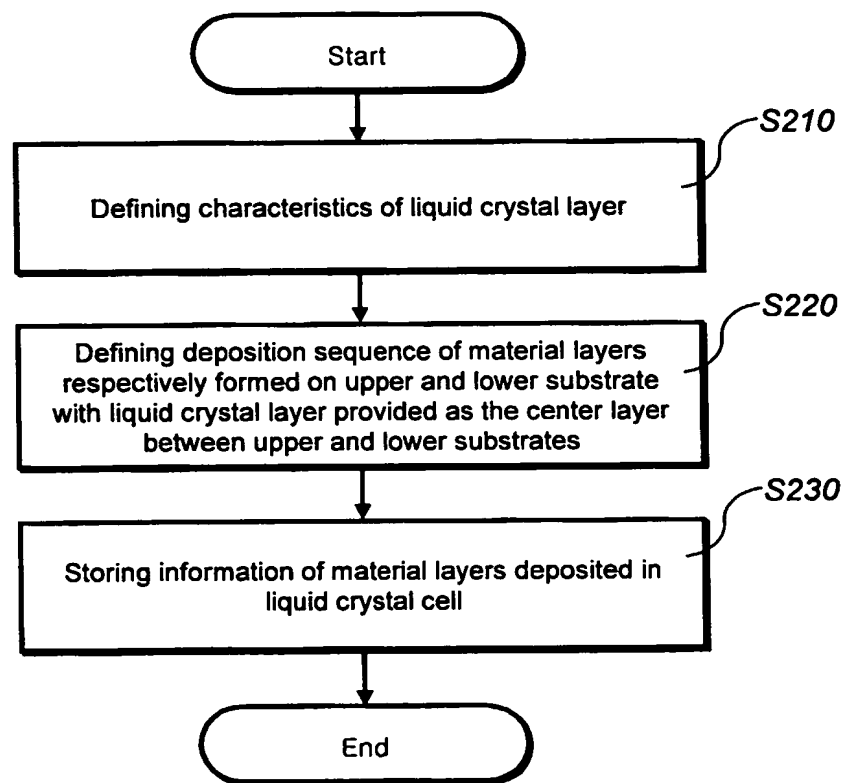 Start
S210
Defining characteristics of liquid crystal layer
S220
Defining deposition sequence of material layers
respectively formed on upper and lower substrate
with liquid crystal layer provided as the center layer
between upper and lower substrates
S230
Storing information of material layers deposited in
liquid crystal cell
End